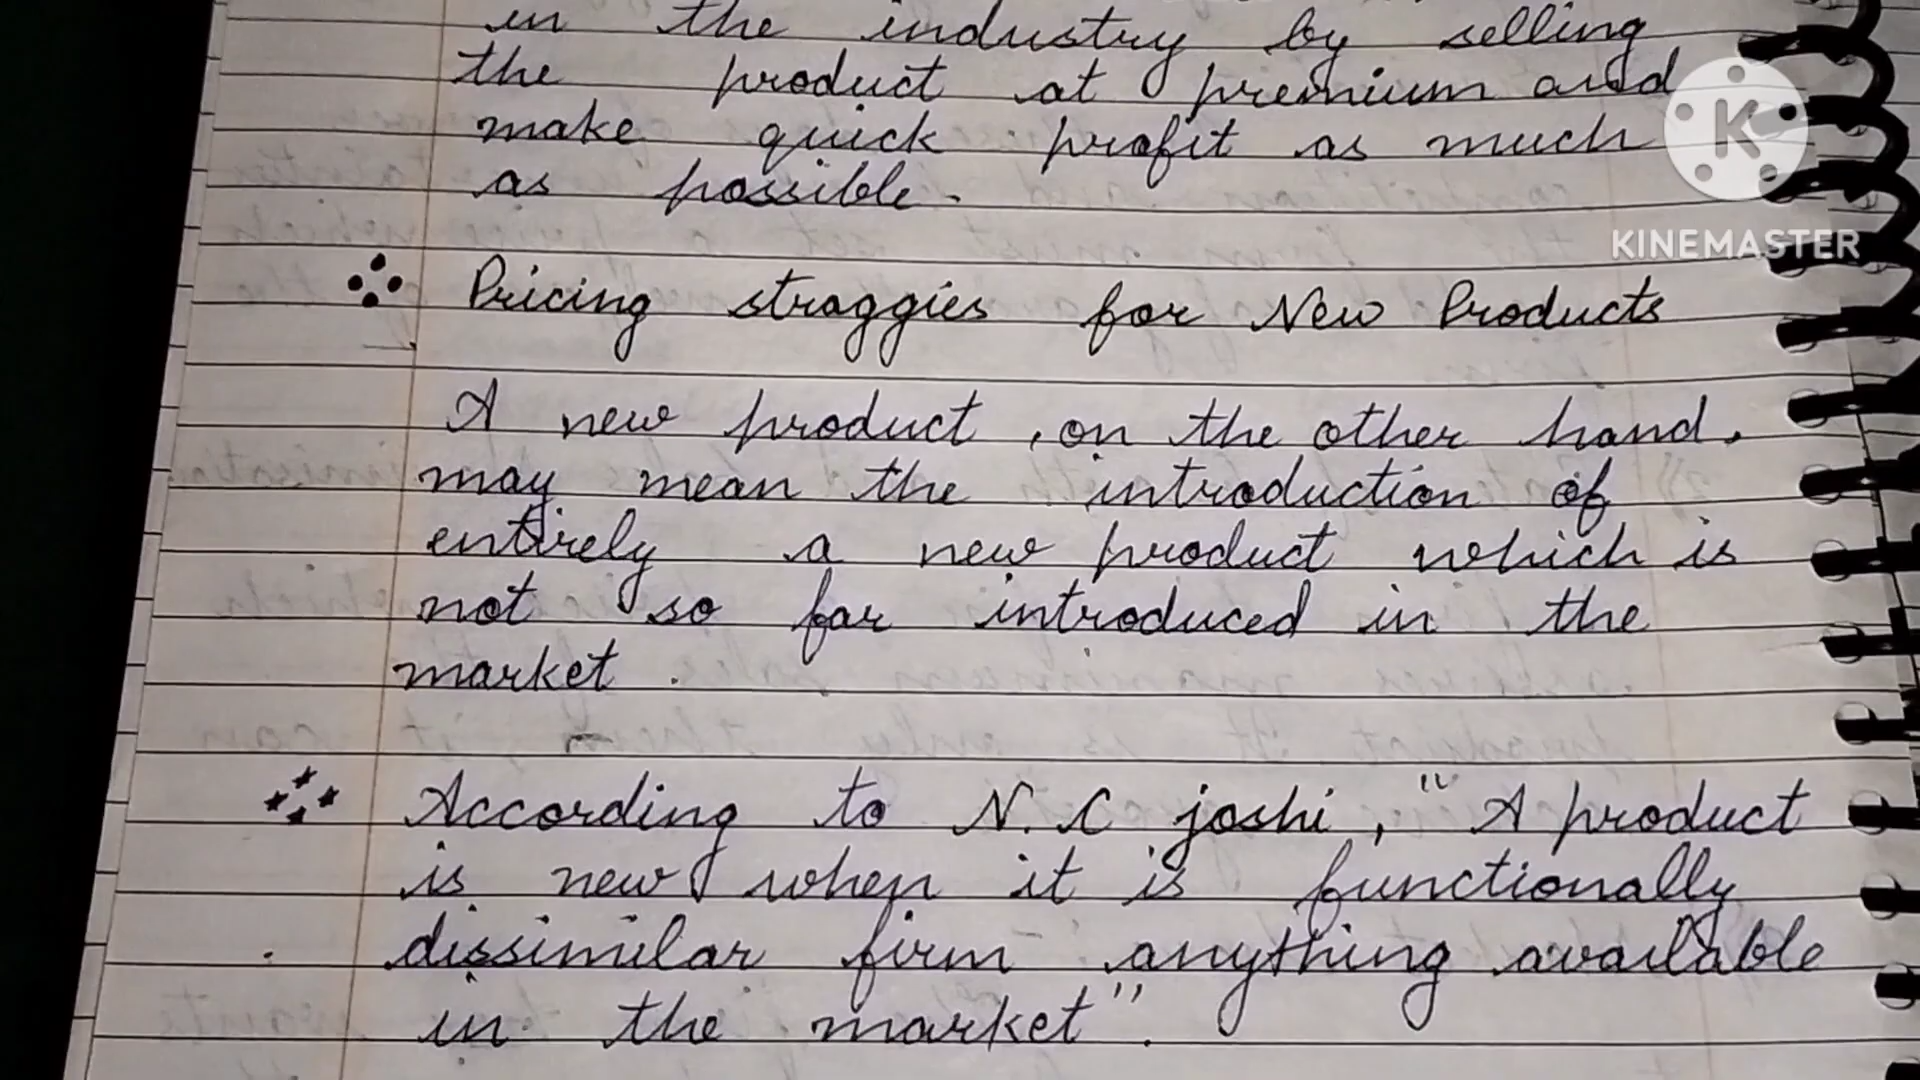 in the industry by selling
the product at premium and
make quick profit as much
as possible.
K
KINEMASTER
Pricing straggies for New Products
A new product, on the other hand,
may mean the introduction of
entirely a new product which is
not so far introduced in the
market.
According to N. C joshi, "A product
is new when it is functionally
dissimilar firm anything available
in the market".